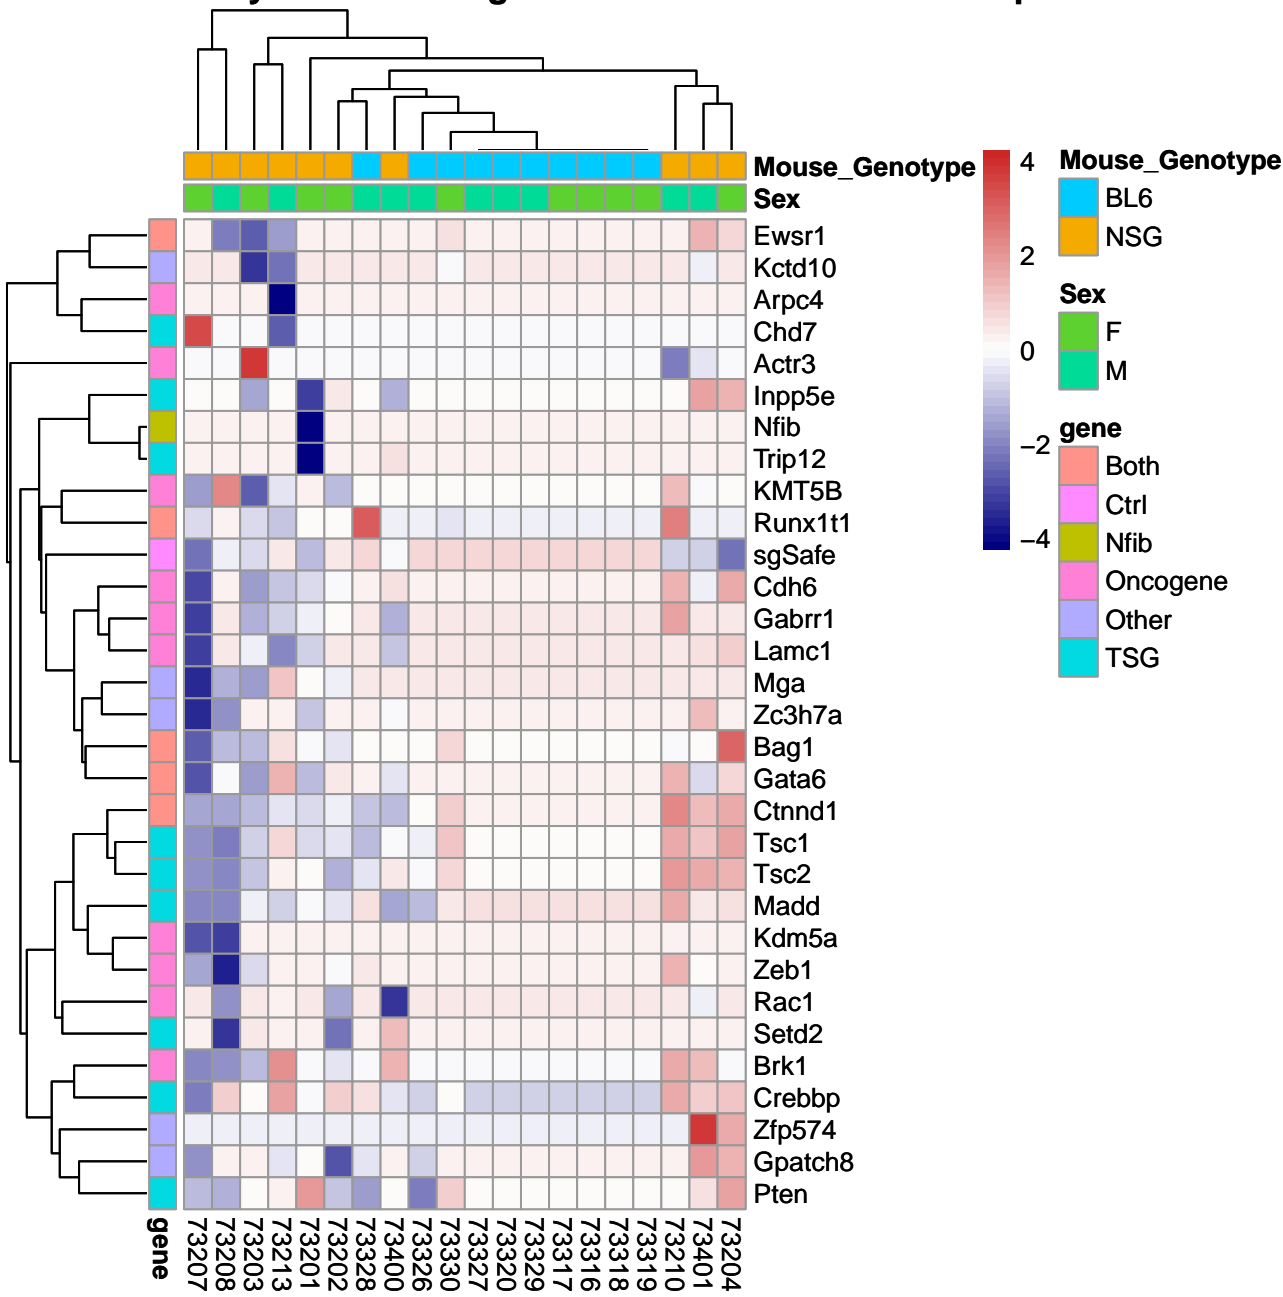 Mouse_Genotype
Sex
Ewsr1
Kctd10
Arpc4
Chd7
Actr3
Inpp5e
Nfib
Trip12
KMT5B
Runx1t1
sgSafe
Cdh6
Gabrr1
Lamc1
Mga
Zc3h7a
Bag1
Gata6
Ctnnd1
Tsc1
Tsc2
Madd
Kdm5a
Zeb1
Rac1
Setd2
Brk1
Crebbp
Zfp574
Gpatch8
Pten
gene
73207
73208
73203
73213
73201
73202
73328
73400
73326
73330
73327
73320
73329
73317
73316
73318
73319
73210
73401
73204
4
2
0
−2
−4
Mouse_Genotype
BL6
NSG
Sex
F
M
gene
Both
Ctrl
Nfib
Oncogene
Other
TSG